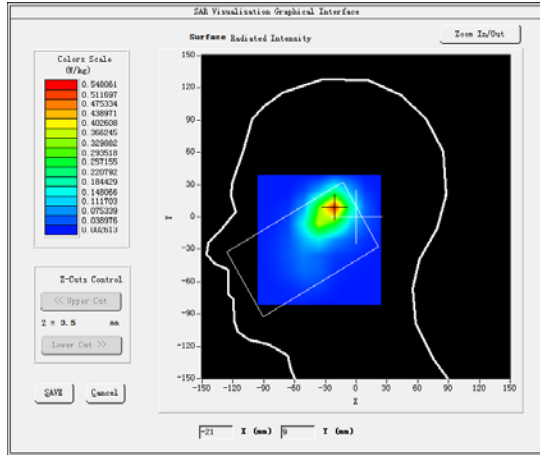 SAR Visualisation Graphical Interface
Surface Radiated Intensity
Zoom In/Out
Colors Scale
(W/kg)
0.548061
0.511697
0.475334
0.438971
0.402608
0.366245
0.329882
0.293518
0.257155
0.220792
0.184429
0.148066
0.111703
0.075339
0.038976
0.002613
Z-Cuts Control
<< Upper Cut
Z = 0.5 mm
Lower Cut >>
SAVE Cancel
150
120
90
60
30
0
-30
-60
-90
-120
-150
Y
-150 -120 -90 -60 -30 0 30 60 90 120 150
X
-21 X (mm) 9 Y (mm)